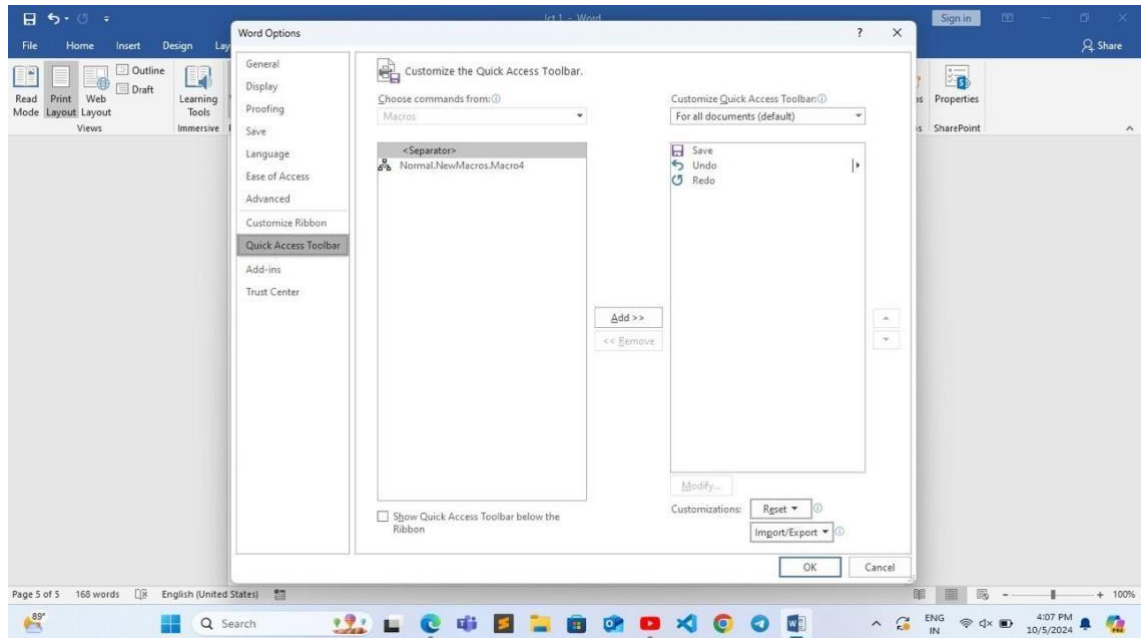 lct 1 - Word
Sign in
File Home Insert Design Lay
Share
Read Mode
Print Layout
Web Layout
Outline
Draft
Views
Learning Tools
Immersive
Properties
SharePoint
Word Options
? 
General
Display
Proofing
Save
Language
Ease of Access
Advanced
Customize Ribbon
Quick Access Toolbar
Add-ins
Trust Center
Customize the Quick Access Toolbar.
Choose commands from:
Macros
<Separator>
Normal.NewMacros.Macro4
Show Quick Access Toolbar below the
Ribbon
Add >>
<< Remove
Customize Quick Access Toolbar:
For all documents (default)
Save
Undo
Redo
Modify...
Customizations: Reset
Import/Export
OK Cancel
Page 5 of 5 168 words English (United States)
100%
89°
Search
ENG
IN
4:07 PM
10/5/2024